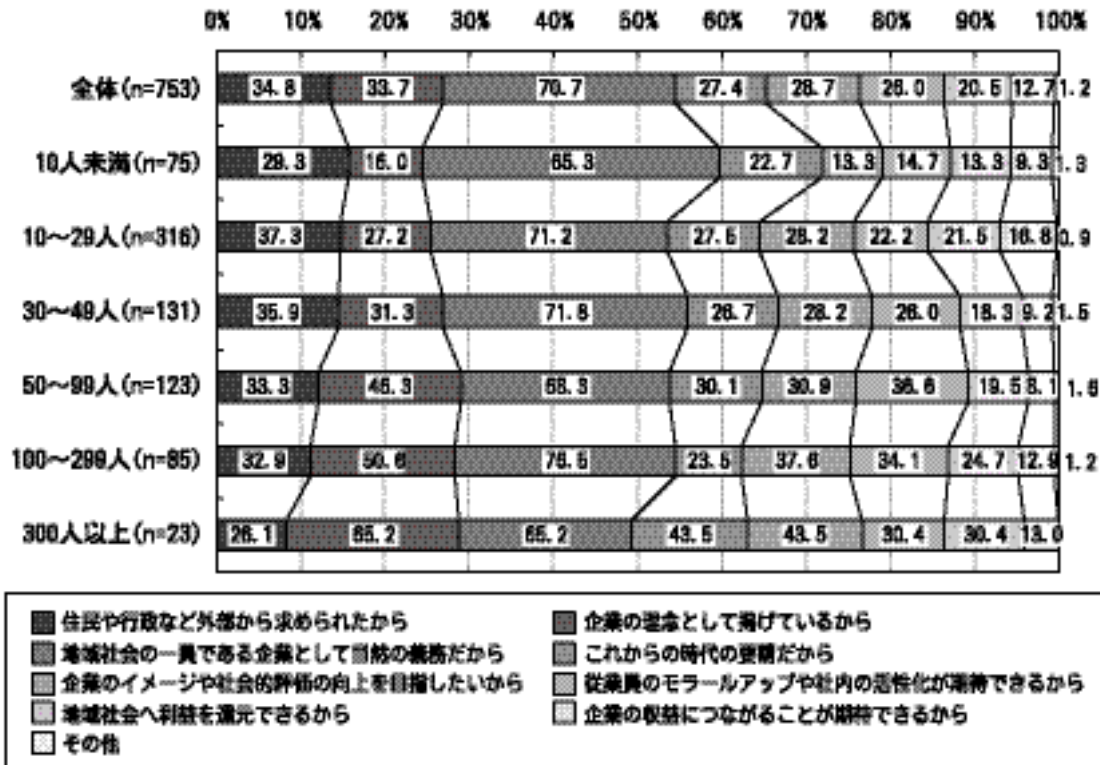 0% 10% 20% 30% 40% 50% 60% 70% 80% 90% 100%
全体(n=753) 34.8 33.7 70.7 27.4 28.7 26.0 20.5 12.7 1.2
10人未満(n=75) 29.3 16.0 65.3 22.7 13.3 14.7 13.3 9.3 1.3
10～29人(n=316) 37.3 27.2 71.2 27.5 28.2 22.2 21.5 16.8 0.9
30～49人(n=131) 35.9 31.3 71.8 26.7 28.2 26.0 18.3 9.2 1.5
50～99人(n=123) 33.3 46.3 68.3 30.1 30.9 36.6 19.5 8.1 1.6
100～299人(n=85) 32.9 50.6 76.5 23.5 37.6 34.1 24.7 12.9 1.2
300人以上(n=23) 26.1 65.2 65.2 43.5 43.5 30.4 30.4 13.0
住民や行政など外部から求められたから 企業の理念として掲げているから
地域社会の一員である企業として当然の義務だから これからの時代の要請だから
企業のイメージや社会的評価の向上を目指したいから 従業員のモラールアップや社内の活性化が期待できるから
地域社会へ利益を還元できるから 企業の収益につながることが期待できるから
その他